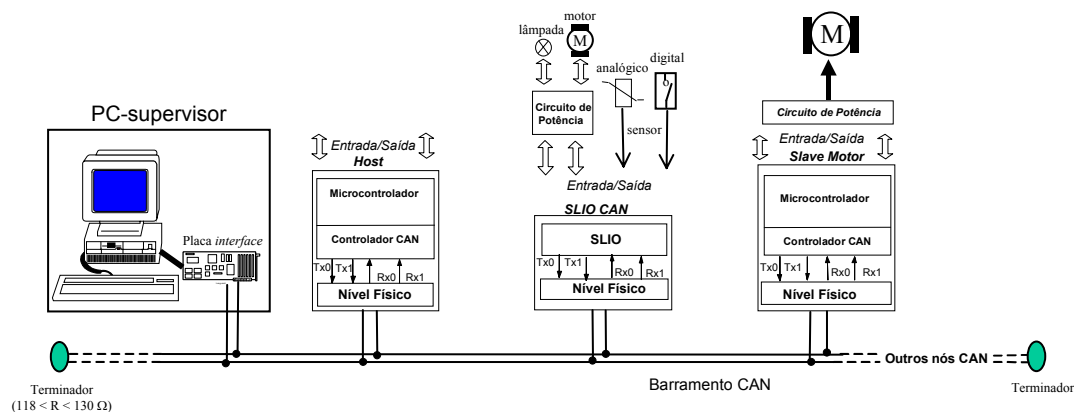 PC-supervisor
Placa interface
Entrada/Saída
Host
Microcontrolador
Controlador CAN
Tx0 Tx1 Rx0 Rx1
Nível Físico
lâmpada
motor
M
analógico
digital
Circuito de
Potência
sensor
Entrada/Saída
SLIO CAN
SLIO
Tx0 Tx1 Rx0 Rx1
Nível Físico
M
Circuito de Potência
Entrada/Saída
Slave Motor
Microcontrolador
Controlador CAN
Tx0 Tx1 Rx0 Rx1
Nível Físico
Outros nós CAN
Barramento CAN
Terminador
(118 < R < 130 Ω)
Terminador